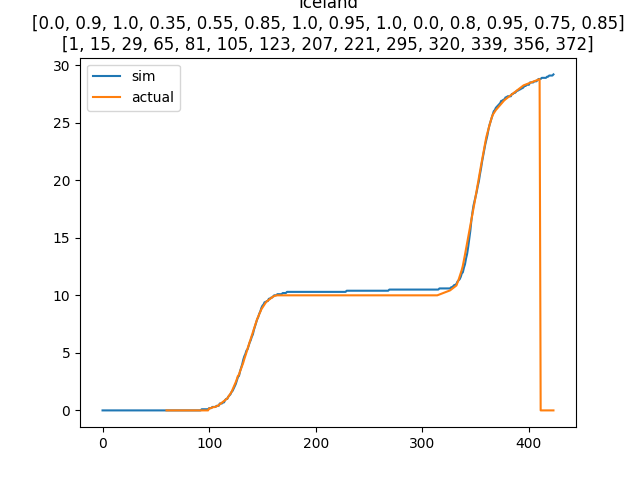 Iceland
[0.0, 0.9, 1.0, 0.35, 0.55, 0.85, 1.0, 0.95, 1.0, 0.0, 0.8, 0.95, 0.75, 0.85]
[1, 15, 29, 65, 81, 105, 123, 207, 221, 295, 320, 339, 356, 372]
sim
actual
30
25
20
15
10
5
0
0 100 200 300 400